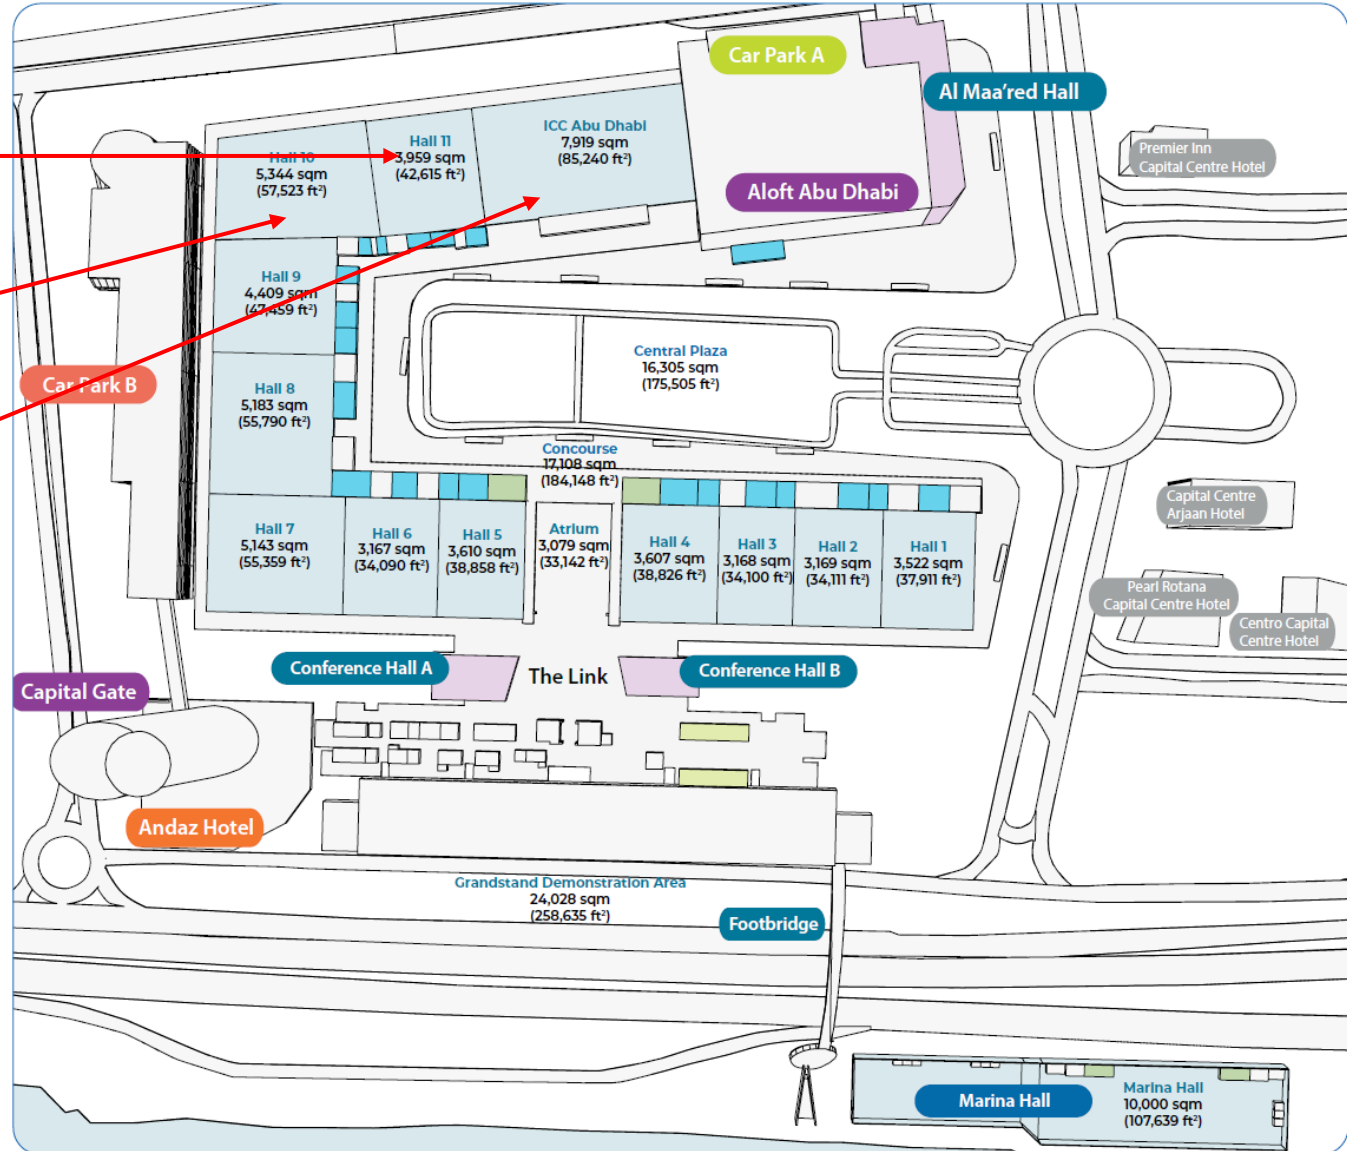 Car Park A
Al Maa'red Hall
ICC Abu Dhabi
7,919 sqm
(85,240 ft²)
Hall 11
3,959 sqm
(42,615 ft²)
Hall 10
5,344 sqm
(57,523 ft²)
Premier Inn
Capital Centre Hotel
Aloft Abu Dhabi
Hall 9
4,409 sqm
(47,459 ft²)
Central Plaza
16,305 sqm
(175,505 ft²)
Car Park B
Hall 8
5,183 sqm
(55,790 ft²)
Concourse
17,108 sqm
(184,148 ft²)
Capital Centre
Arjaan Hotel
Hall 7
5,143 sqm
(55,359 ft²)
Hall 6
3,167 sqm
(34,090 ft²)
Hall 5
3,610 sqm
(38,858 ft²)
Atrium
3,079 sqm
(33,142 ft²)
Hall 4
3,607 sqm
(38,826 ft²)
Hall 3
3,168 sqm
(34,100 ft²)
Hall 2
3,169 sqm
(34,111 ft²)
Hall 1
3,522 sqm
(37,911 ft²)
Pearl Rotana
Capital Centre Hotel
Centro Capital
Centre Hotel
Conference Hall A
The Link
Conference Hall B
Capital Gate
Andaz Hotel
Grandstand Demonstration Area
24,028 sqm
(258,635 ft²)
Footbridge
Marina Hall
Marina Hall
10,000 sqm
(107,639 ft²)